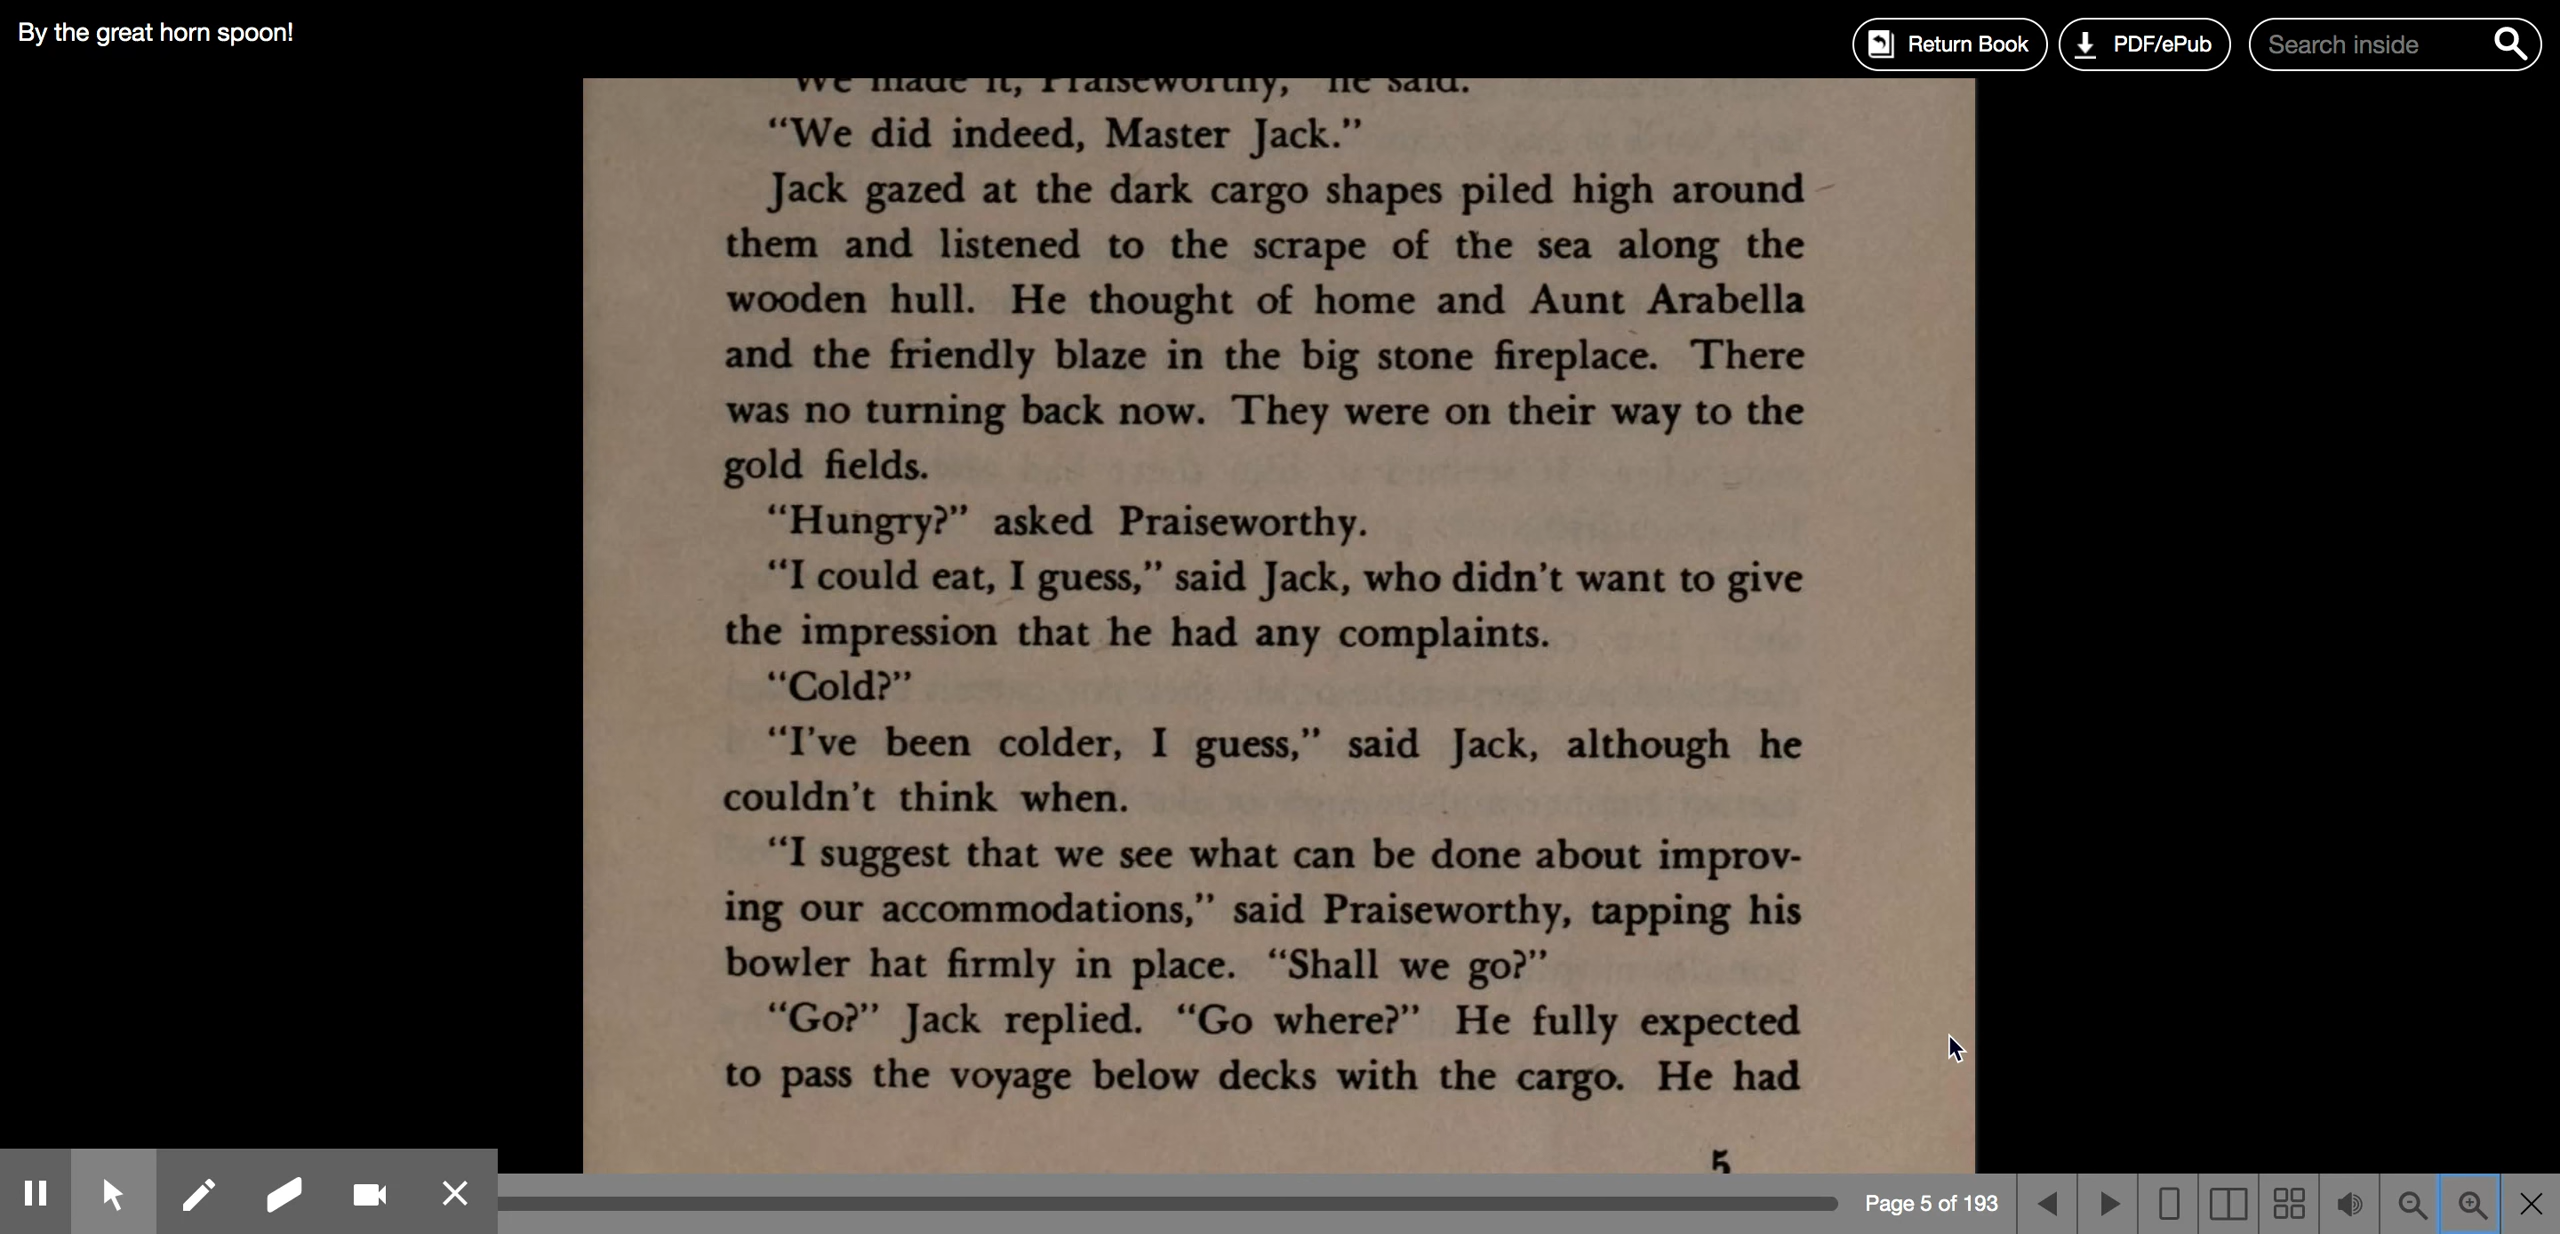 By the great horn spoon!
Return Book
PDF/ePub
Search inside
We made it, Praiseworthy," he said.
"We did indeed, Master Jack."
Jack gazed at the dark cargo shapes piled high around
them and listened to the scrape of the sea along the
wooden hull. He thought of home and Aunt Arabella
and the friendly blaze in the big stone fireplace. There
was no turning back now. They were on their way to the
gold fields.
"Hungry?" asked Praiseworthy.
"I could eat, I guess," said Jack, who didn't want to give
the impression that he had any complaints.
"Cold?"
"I've been colder, I guess," said Jack, although he
couldn't think when.
"I suggest that we see what can be done about improv-
ing our accommodations," said Praiseworthy, tapping his
bowler hat firmly in place. "Shall we go?"
"Go?" Jack replied. "Go where?" He fully expected
to pass the voyage below decks with the cargo. He had
5
Page 5 of 193